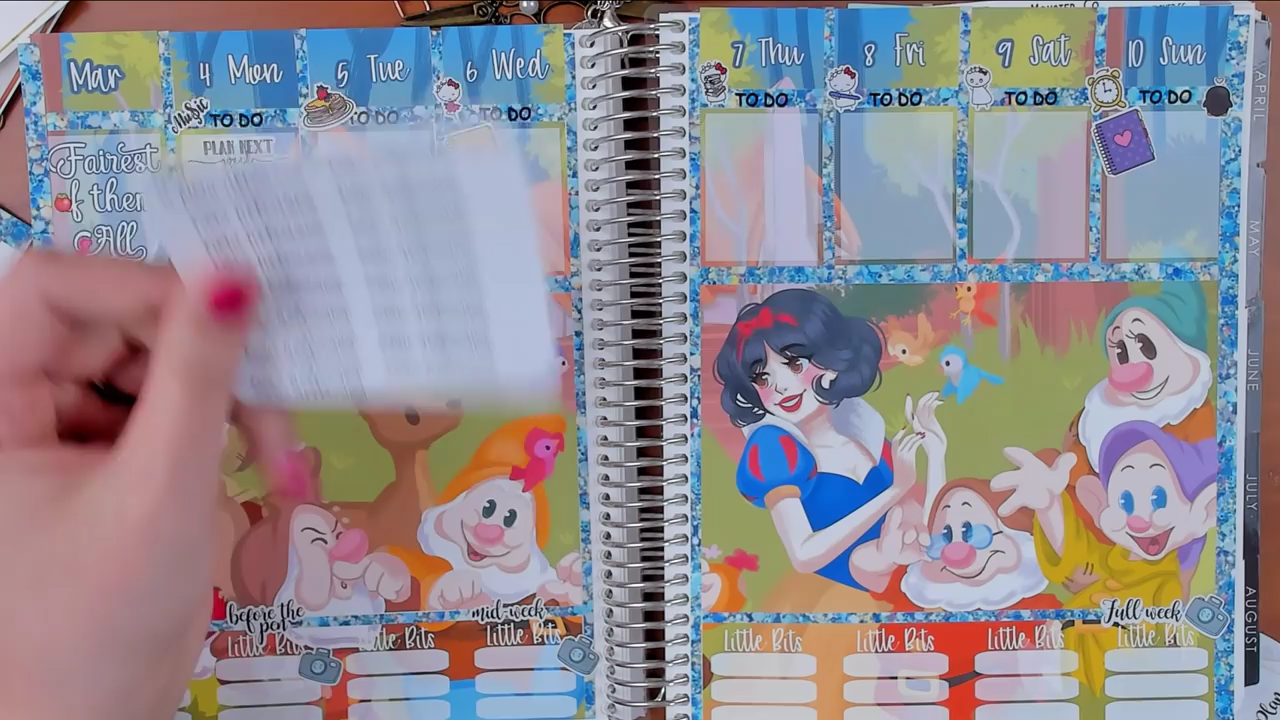 Mar
4 Mon
5 Tue
6 Wed
7 Thu
8 Fri
9 Sat
10 Sun
Music
TO DO
TO DO
TO DO
TO DO
TO DO
TO DO
TO DO
PLAN NEXT
Fairest
f them
All
before the
pen
mid-week
Full week
Little Bits
Little Bits
Little Bits
Little Bits
Little Bits
Little Bits
Little Bits
APRIL
MAY
JUNE
JULY
AUGUST